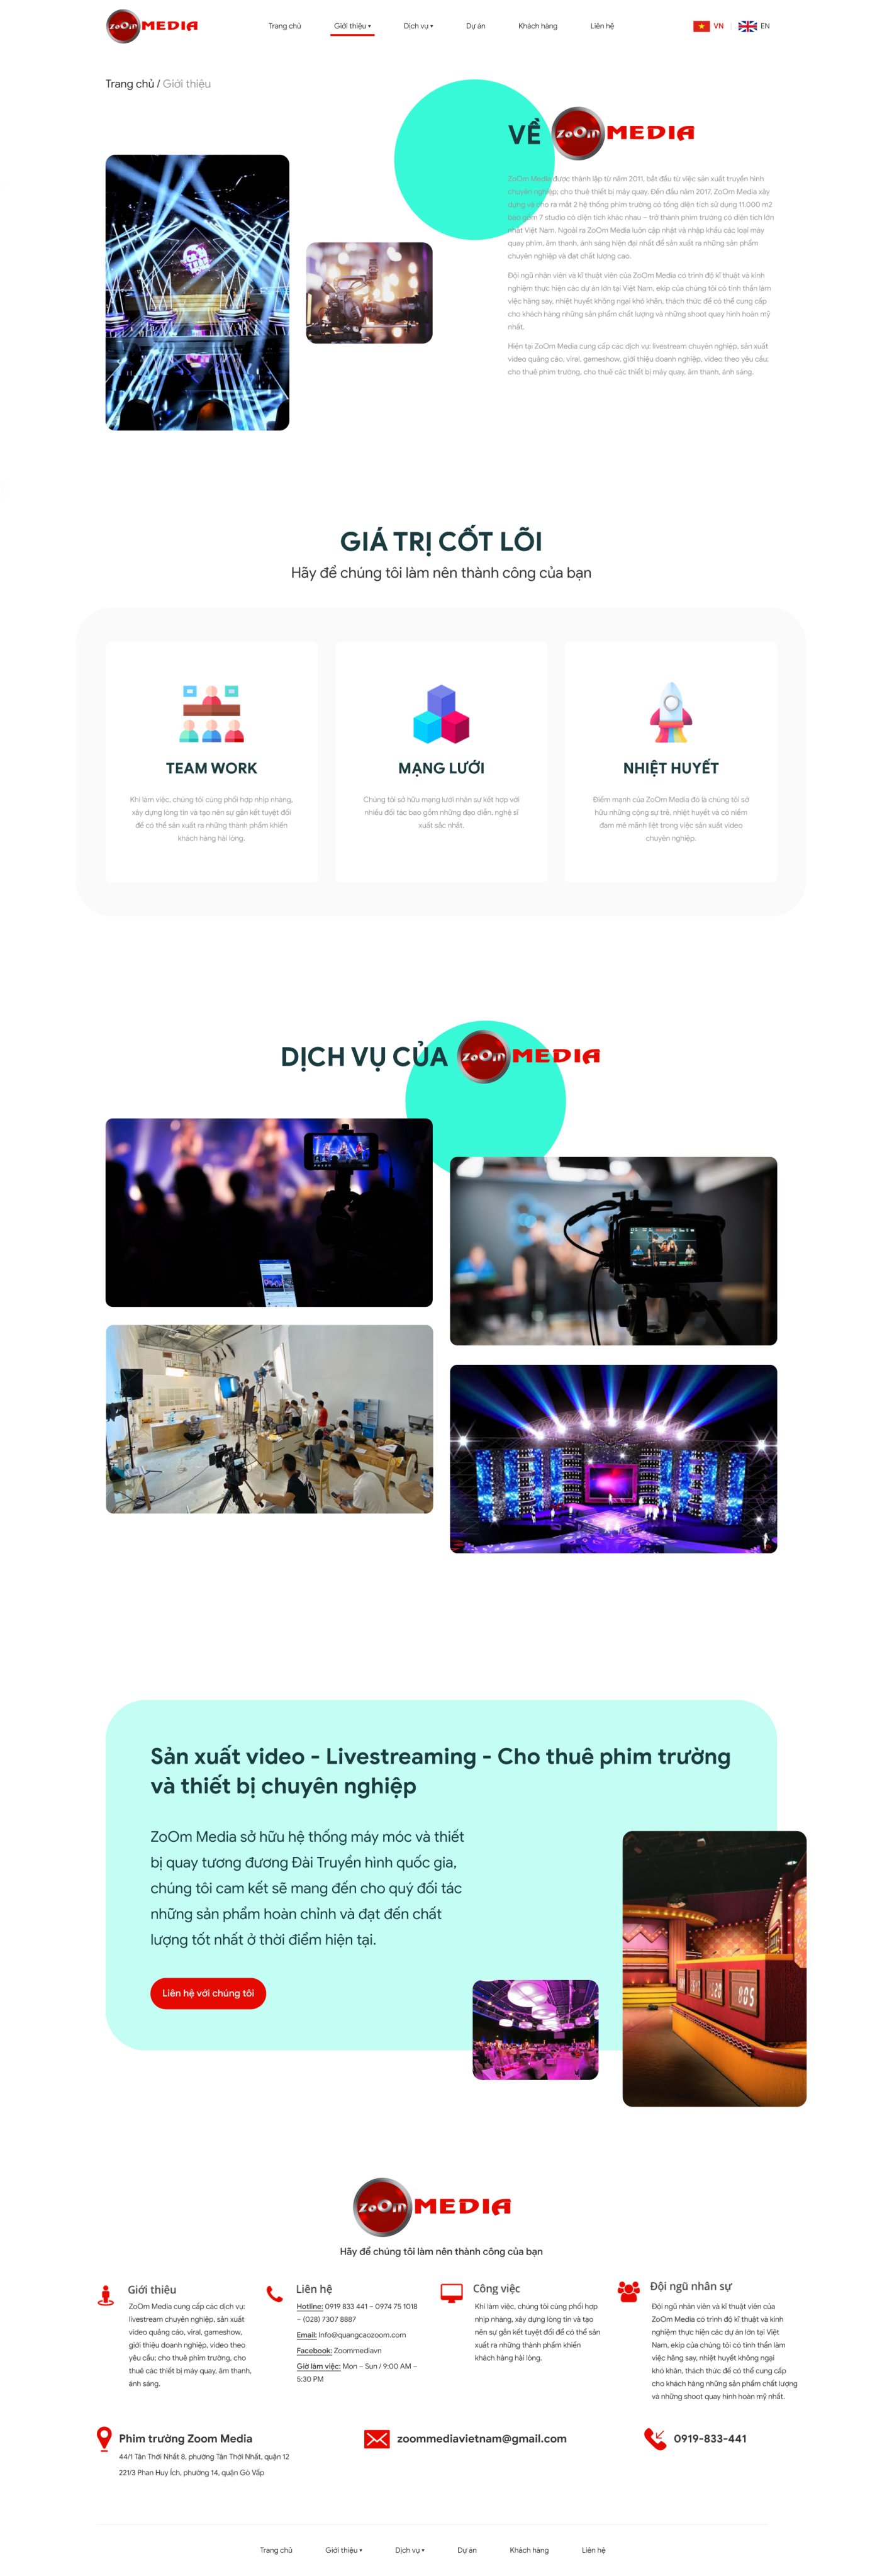 ZoOm MEDIA
Trang chủ Giới thiệu ▾ Dịch vụ ▾ Dự án Khách hàng Liên hệ VN EN
Trang chủ / Giới thiệu
VỀ ZoOm MEDIA
ZoOm Media được thành lập từ năm 2011, bắt đầu từ việc sản xuất truyền hình
chuyên nghiệp; cho thuê thiết bị máy quay. Đến đầu năm 2017, ZoOm Media xây
dựng và cho ra mắt 2 hệ thống phim trường có tổng diện tích sử dụng 11.000 m2
bao gồm 7 studio có diện tích khác nhau – trở thành phim trường có diện tích lớn
nhất Việt Nam. Ngoài ra ZoOm Media luôn cập nhật và nhập khẩu các loại máy
quay phim, âm thanh, ánh sáng hiện đại nhất để sản xuất ra những sản phẩm
chuyên nghiệp và đạt chất lượng cao.
Đội ngũ nhân viên và kĩ thuật viên của ZoOm Media có trình độ kĩ thuật và kinh
nghiệm thực hiện các dự án lớn tại Việt Nam, ekip của chúng tôi có tinh thần làm
việc hăng say, nhiệt huyết không ngại khó khăn, thách thức để có thể cung cấp
cho khách hàng những sản phẩm chất lượng và những shoot quay hình hoàn mỹ
nhất.
Hiện tại ZoOm Media cung cấp các dịch vụ: livestream chuyên nghiệp, sản xuất
video quảng cáo, viral, gameshow, giới thiệu doanh nghiệp, video theo yêu cầu;
cho thuê phim trường, cho thuê các thiết bị máy quay, âm thanh, ánh sáng.
GIÁ TRỊ CỐT LÕI
Hãy để chúng tôi làm nên thành công của bạn
TEAM WORK
Khi làm việc, chúng tôi cùng phối hợp nhịp nhàng,
xây dựng lòng tin và tạo nên sự gắn kết tuyệt đối
để có thể sản xuất ra những thành phẩm khiến
khách hàng hài lòng.
MẠNG LƯỚI
Chúng tôi sở hữu mạng lưới nhân sự kết hợp với
nhiều đối tác bao gồm những đạo diễn, nghệ sĩ
xuất sắc nhất.
NHIỆT HUYẾT
Điểm mạnh của ZoOm Media đó là chúng tôi sở
hữu những cộng sự trẻ, nhiệt huyết và có niềm
đam mê mãnh liệt trong việc sản xuất video
chuyên nghiệp.
DỊCH VỤ CỦA ZoOm MEDIA
Sản xuất video - Livestreaming - Cho thuê phim trường
và thiết bị chuyên nghiệp
ZoOm Media sở hữu hệ thống máy móc và thiết
bị quay tương đương Đài Truyền hình quốc gia,
chúng tôi cam kết sẽ mang đến cho quý đối tác
những sản phẩm hoàn chỉnh và đạt đến chất
lượng tốt nhất ở thời điểm hiện tại.
Liên hệ với chúng tôi
ZoOm MEDIA
Hãy để chúng tôi làm nên thành công của bạn
Giới thiệu
ZoOm Media cung cấp các dịch vụ:
livestream chuyên nghiệp, sản xuất
video quảng cáo, viral, gameshow,
giới thiệu doanh nghiệp, video theo
yêu cầu; cho thuê phim trường, cho
thuê các thiết bị máy quay, âm thanh,
ánh sáng.
Liên hệ
Hotline: 0919 833 441 – 0974 75 1018
– (028) 7307 8887
Email: Info@quangcaozoom.com
Facebook: Zoommediavn
Giờ làm việc: Mon – Sun / 9:00 AM –
5:30 PM
Công việc
Khi làm việc, chúng tôi cùng phối hợp
nhịp nhàng, xây dựng lòng tin và tạo
nên sự gắn kết tuyệt đối để có thể sản
xuất ra những thành phẩm khiến
khách hàng hài lòng.
Đội ngũ nhân sự
Đội ngũ nhân viên và kĩ thuật viên của
ZoOm Media có trình độ kĩ thuật và kinh
nghiệm thực hiện các dự án lớn tại Việt
Nam, ekip của chúng tôi có tinh thần làm
việc hăng say, nhiệt huyết không ngại
khó khăn, thách thức để có thể cung cấp
cho khách hàng những sản phẩm chất lượng
và những shoot quay hình hoàn mỹ nhất.
Phim trường Zoom Media
44/1 Tân Thới Nhất 8, phường Tân Thới Nhất, quận 12
221/3 Phan Huy Ích, phường 14, quận Gò Vấp
zoommediavietnam@gmail.com
0919-833-441
Trang chủ Giới thiệu ▾ Dịch vụ ▾ Dự án Khách hàng Liên hệ